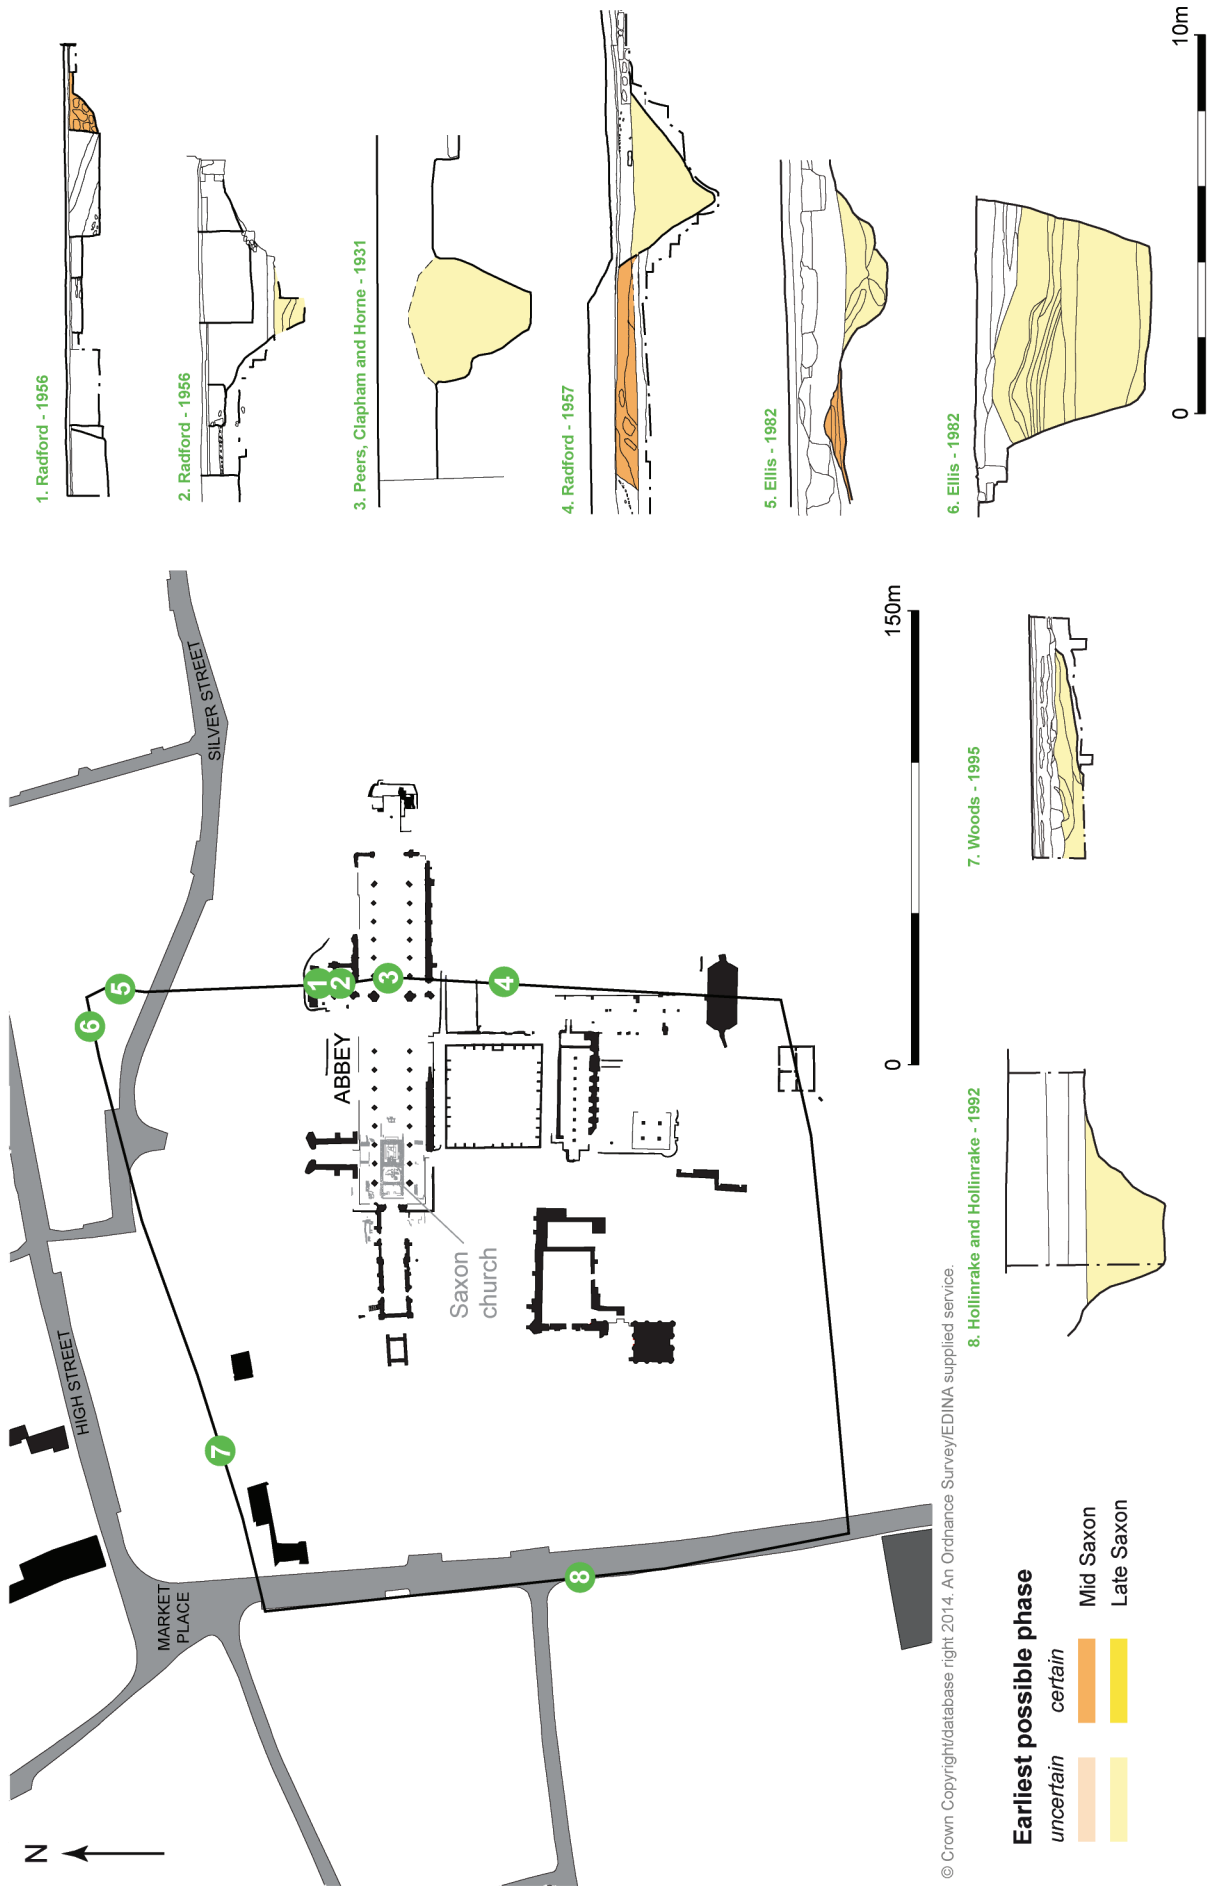 N
HIGH STREET
MARKET
PLACE
SILVER STREET
ABBEY
Saxon
church
1
2
3
4
5
6
7
8
0
150m
© Crown Copyright/database right 2014. An Ordnance Survey/EDINA supplied service.
1. Radford - 1956
2. Radford - 1956
3. Peers, Clapham and Horne - 1931
4. Radford - 1957
5. Ellis - 1982
6. Ellis - 1982
7. Woods - 1995
8. Hollinrake and Hollinrake - 1992
0
10m
Earliest possible phase
uncertain certain
Mid Saxon
Late Saxon